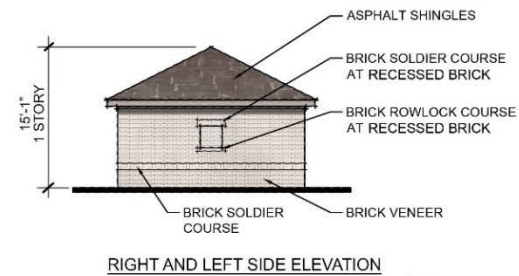 ASPHALT SHINGLES
BRICK SOLDIER COURSE
AT RECESSED BRICK
BRICK ROWLOCK COURSE
AT RECESSED BRICK
15'-1"
1 STORY
BRICK SOLDIER
COURSE
BRICK VENEER
RIGHT AND LEFT SIDE ELEVATION